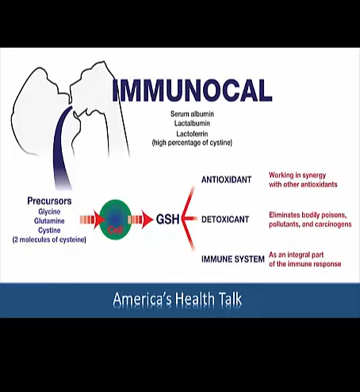 IMMUNOCAL
Serum albumin
Lactalbumin
Lactoferrin
(high percentage of cystine)
Precursors
Glycine
Glutamine
Cystine
(2 molecules of cysteine)
Cell
GSH
ANTIOXIDANT
Working in synergy
with other antioxidants
DETOXICANT
Eliminates bodily poisons,
pollutants, and carcinogens
IMMUNE SYSTEM
As an integral part
of the immune response
America's Health Talk